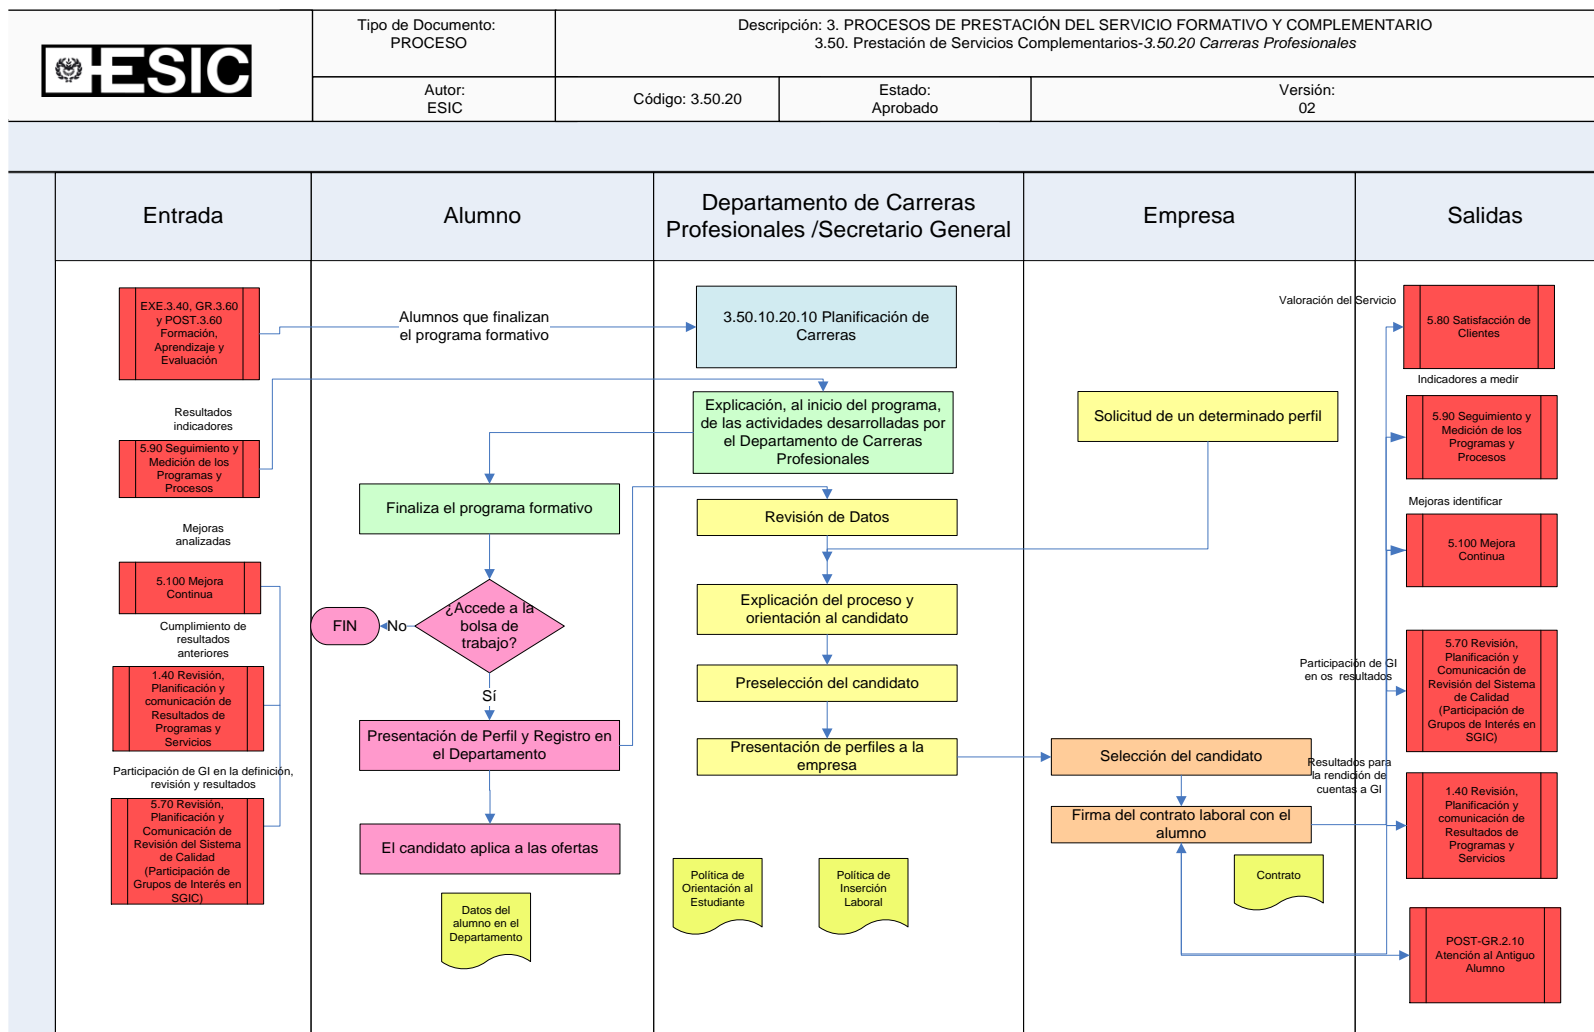 ESIC
Tipo de Documento:
PROCESO
Descripción: 3. PROCESOS DE PRESTACIÓN DEL SERVICIO FORMATIVO Y COMPLEMENTARIO
3.50. Prestación de Servicios Complementarios-3.50.20 Carreras Profesionales
Autor:
ESIC
Código: 3.50.20
Estado:
Aprobado
Versión:
02
Entrada
Alumno
Departamento de Carreras
Profesionales /Secretario General
Empresa
Salidas
EXE.3.40, GR.3.60
y POST.3.60
Formación,
Aprendizaje y
Evaluación
Resultados
indicadores
5.90 Seguimiento y
Medición de los
Programas y
Procesos
Mejoras
analizadas
5.100 Mejora
Continua
Cumplimiento de
resultados
anteriores
1.40 Revisión,
Planificación y
comunicación de
Resultados de
Programas y
Servicios
Participación de GI en la definición,
revisión y resultados
5.70 Revisión,
Planificación y
Comunicación de
Revisión del Sistema
de Calidad
(Participación de
Grupos de Interés en
SGIC)
Alumnos que finalizan
el programa formativo
Finaliza el programa formativo
¿Accede a la
bolsa de
trabajo?
No
FIN
Sí
Presentación de Perfil y Registro en
el Departamento
El candidato aplica a las ofertas
Datos del
alumno en el
Departamento
3.50.10.20.10 Planificación de
Carreras
Explicación, al inicio del programa,
de las actividades desarrolladas por
el Departamento de Carreras
Profesionales
Revisión de Datos
Explicación del proceso y
orientación al candidato
Preselección del candidato
Presentación de perfiles a la
empresa
Política de
Orientación al
Estudiante
Política de
Inserción
Laboral
Solicitud de un determinado perfil
Selección del candidato
Firma del contrato laboral con el
alumno
Contrato
Valoración del Servicio
5.80 Satisfacción de
Clientes
Indicadores a medir
5.90 Seguimiento y
Medición de los
Programas y
Procesos
Mejoras identificar
5.100 Mejora
Continua
Participación de GI
en os resultados
5.70 Revisión,
Planificación y
Comunicación de
Revisión del Sistema
de Calidad
(Participación de
Grupos de Interés en
SGIC)
Resultados para
la rendición de
cuentas a GI
1.40 Revisión,
Planificación y
comunicación de
Resultados de
Programas y
Servicios
POST-GR.2.10
Atención al Antiguo
Alumno